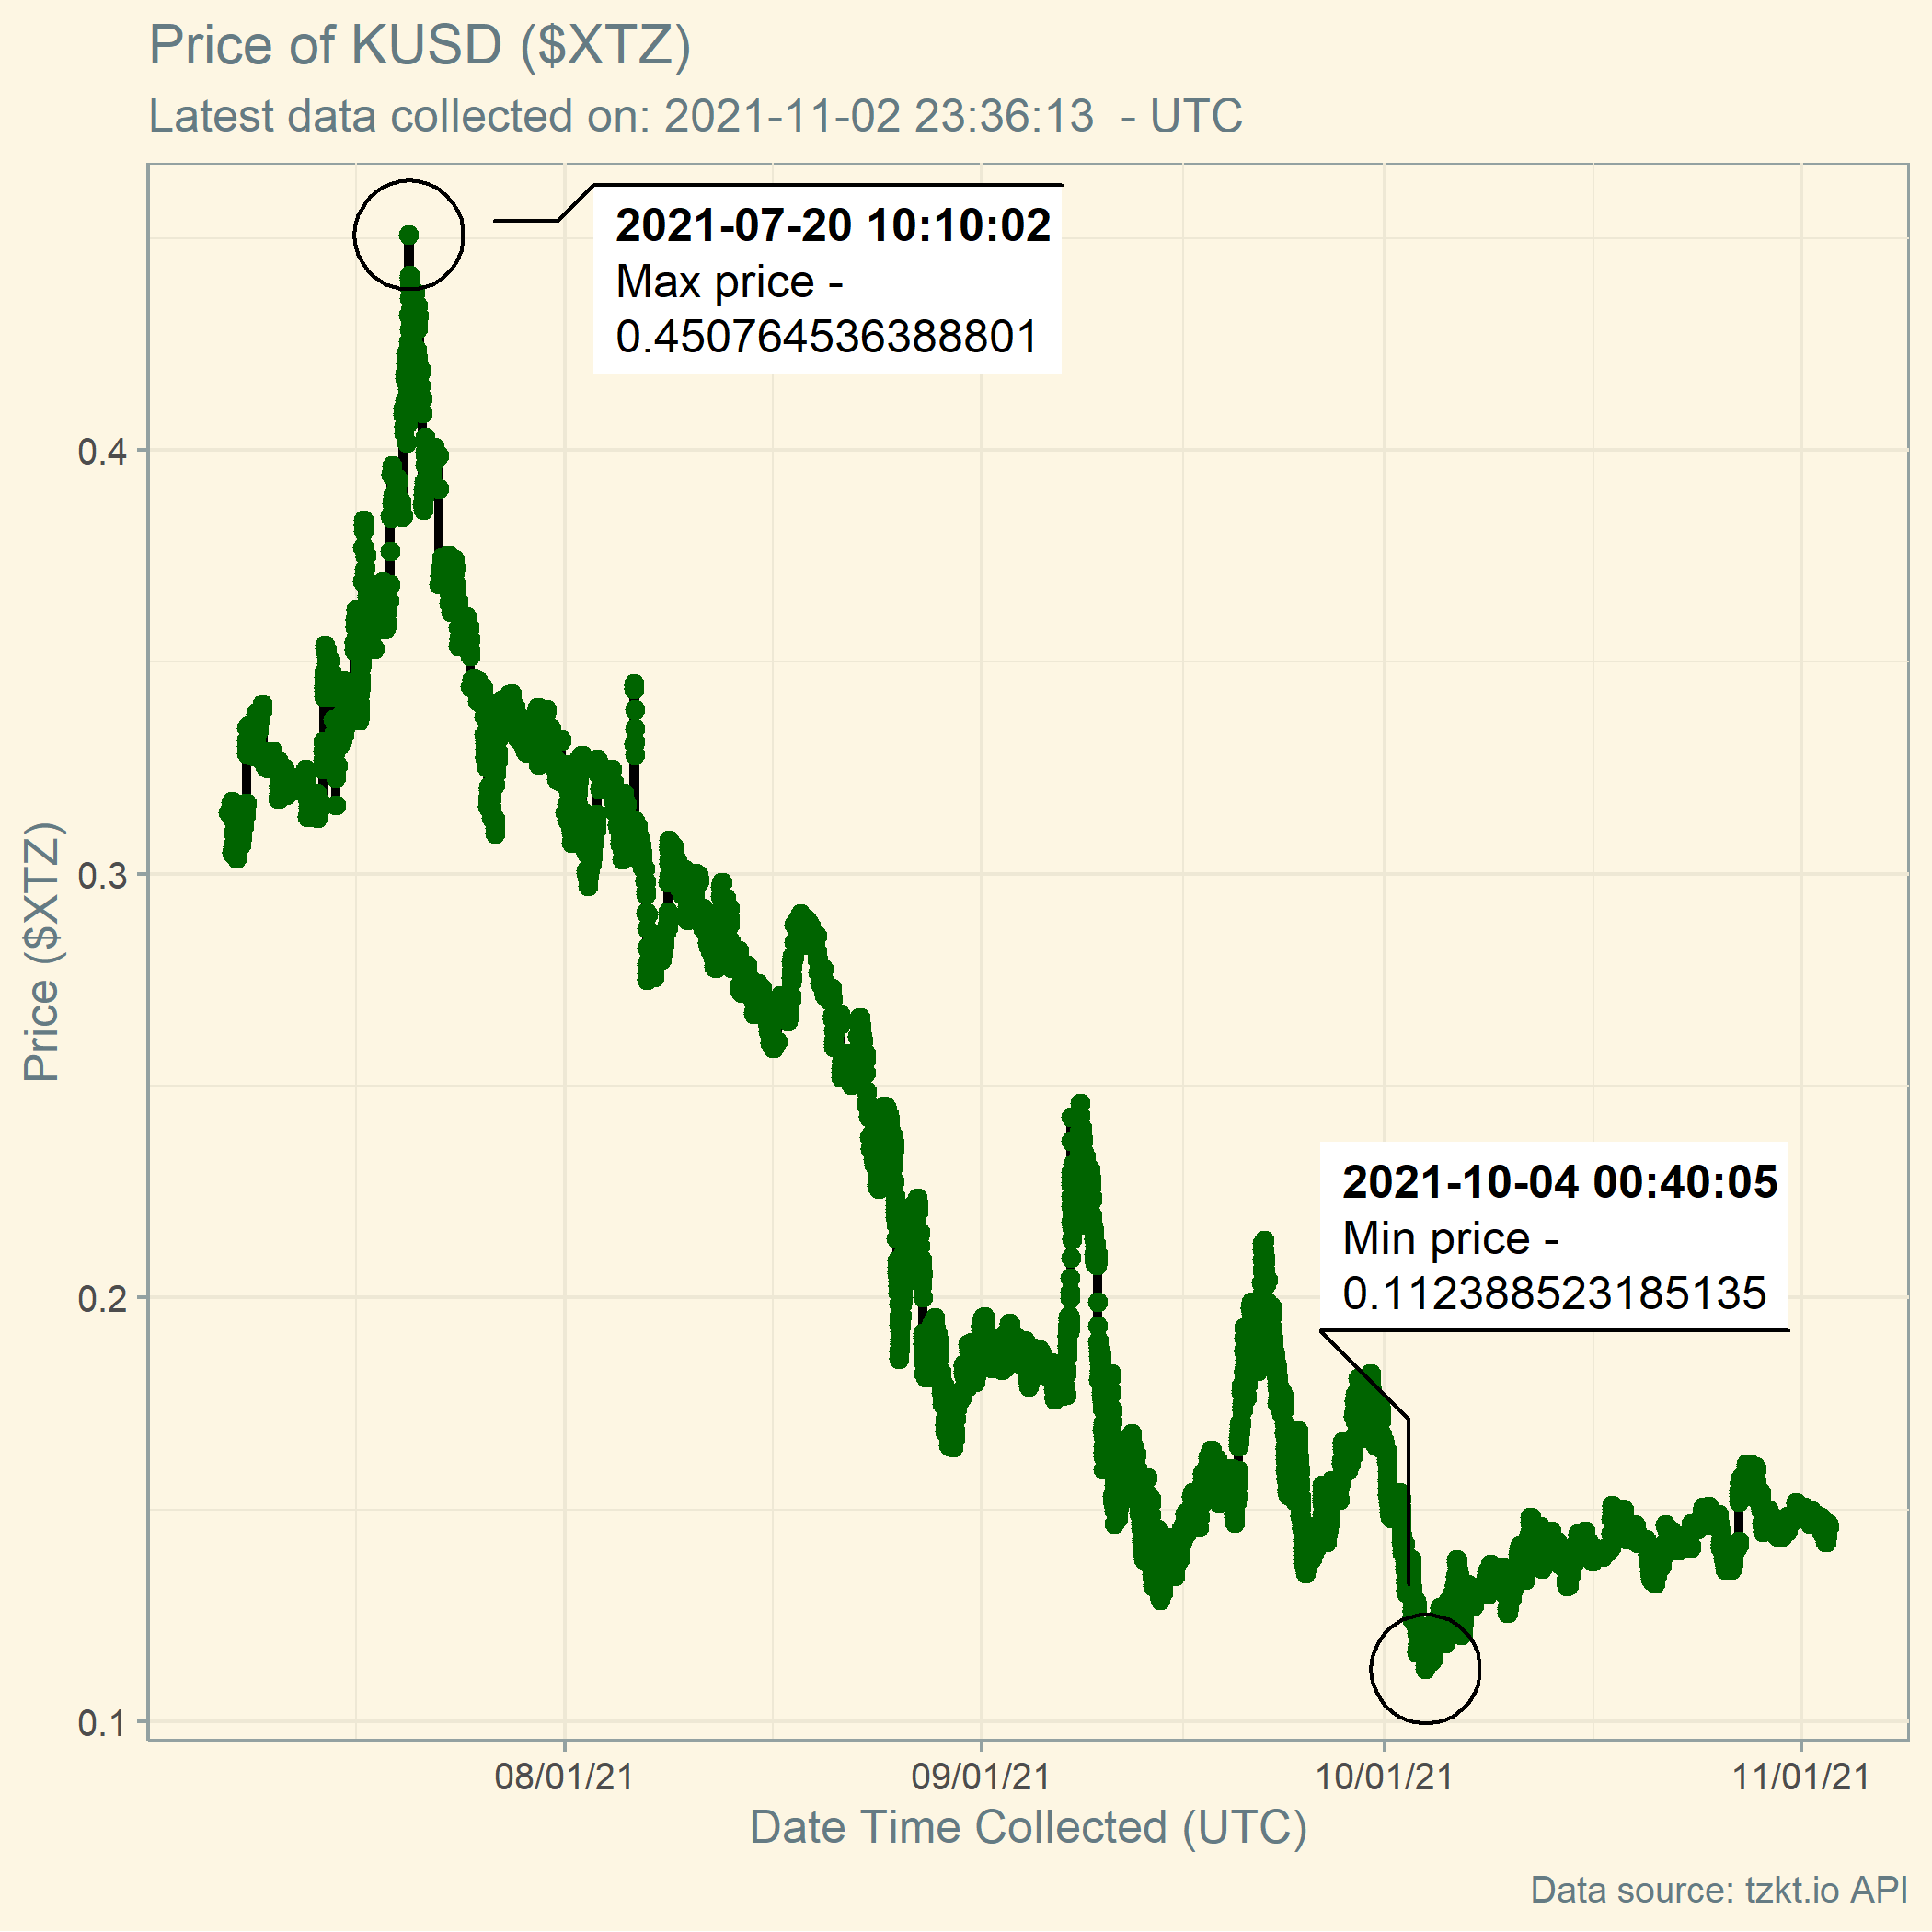 Price of KUSD ($XTZ)
Latest data collected on: 2021-11-02 23:36:13  - UTC
2021-07-20 10:10:02
Max price -
0.450764536388801
0.4
0.3
0.2
0.1
Price ($XTZ)
2021-10-04 00:40:05
Min price -
0.112388523185135
08/01/21
09/01/21
10/01/21
11/01/21
Date Time Collected (UTC)
Data source: tzkt.io API